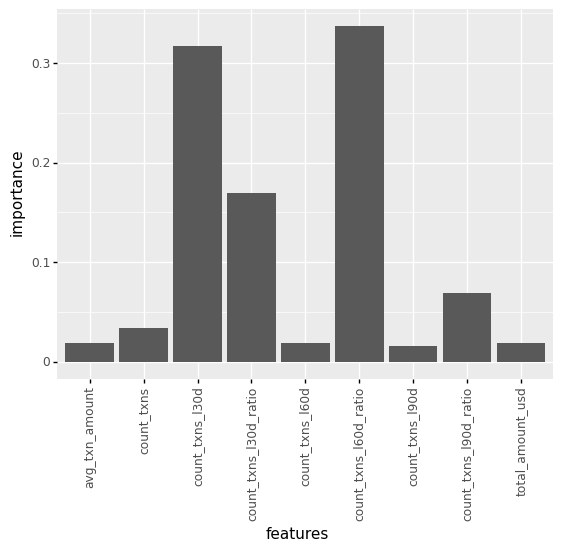 importance
0.3
0.2
0.1
0
avg_txn_amount
count_txns
count_txns_l30d
count_txns_l30d_ratio
count_txns_l60d
count_txns_l60d_ratio
count_txns_l90d
count_txns_l90d_ratio
total_amount_usd
features